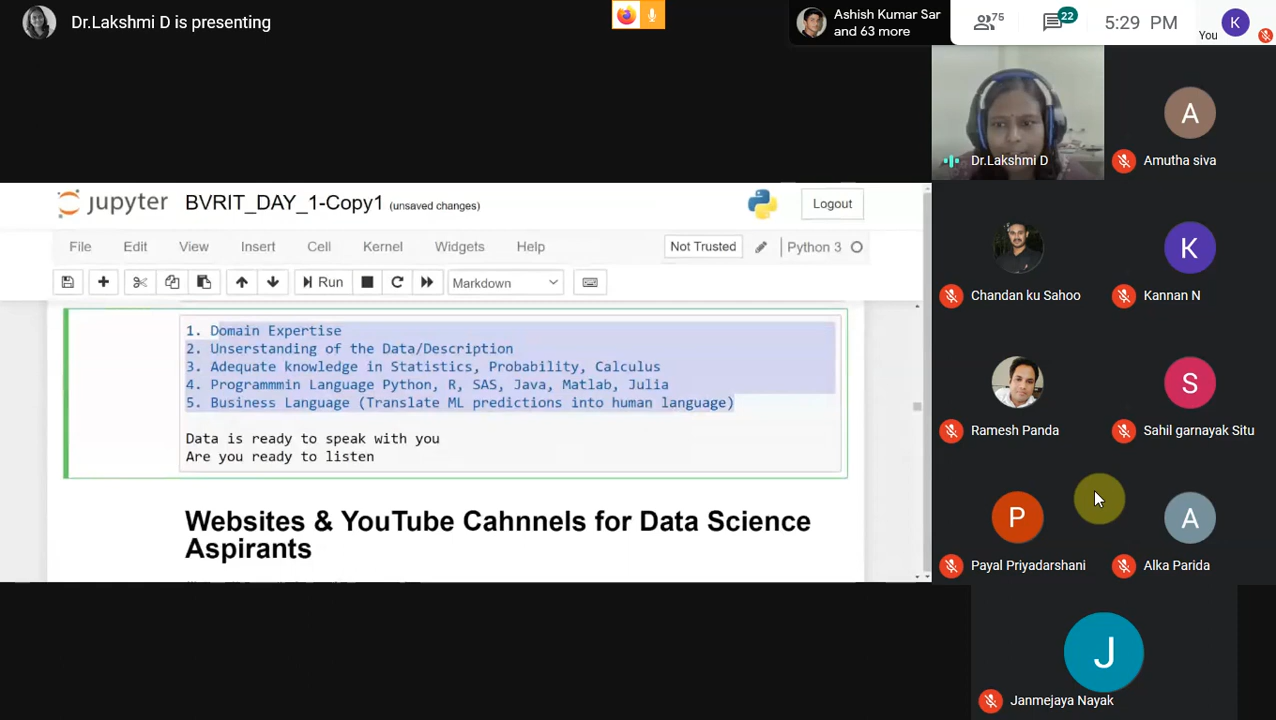 Dr.Lakshmi D is presenting
Ashish Kumar Sar
and 63 more
75
22
5:29 PM
You
K
jupyter BVRIT_DAY_1-Copy1 (unsaved changes)
Logout
File Edit View Insert Cell Kernel Widgets Help
Not Trusted
Python 3
Run
Markdown
1. Domain Expertise
2. Unserstanding of the Data/Description
3. Adequate knowledge in Statistics, Probability, Calculus
4. Programmmin Language Python, R, SAS, Java, Matlab, Julia
5. Business Language (Translate ML predictions into human language)
Data is ready to speak with you
Are you ready to listen
Websites & YouTube Cahnnels for Data Science
Aspirants
Dr.Lakshmi D
A
Amutha siva
Chandan ku Sahoo
K
Kannan N
Ramesh Panda
S
Sahil garnayak Situ
P
Payal Priyadarshani
A
Alka Parida
J
Janmejaya Nayak